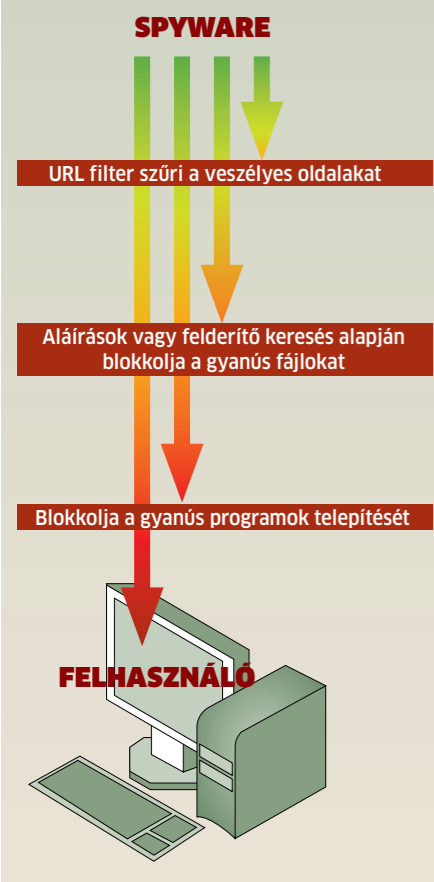 SPYWARE
URL filter szűri a veszélyes oldalakat
Aláírások vagy felderítő keresés alapján
blokkolja a gyanús fájlokat
Blokkolja a gyanús programok telepítését
FELHASZNÁLÓ